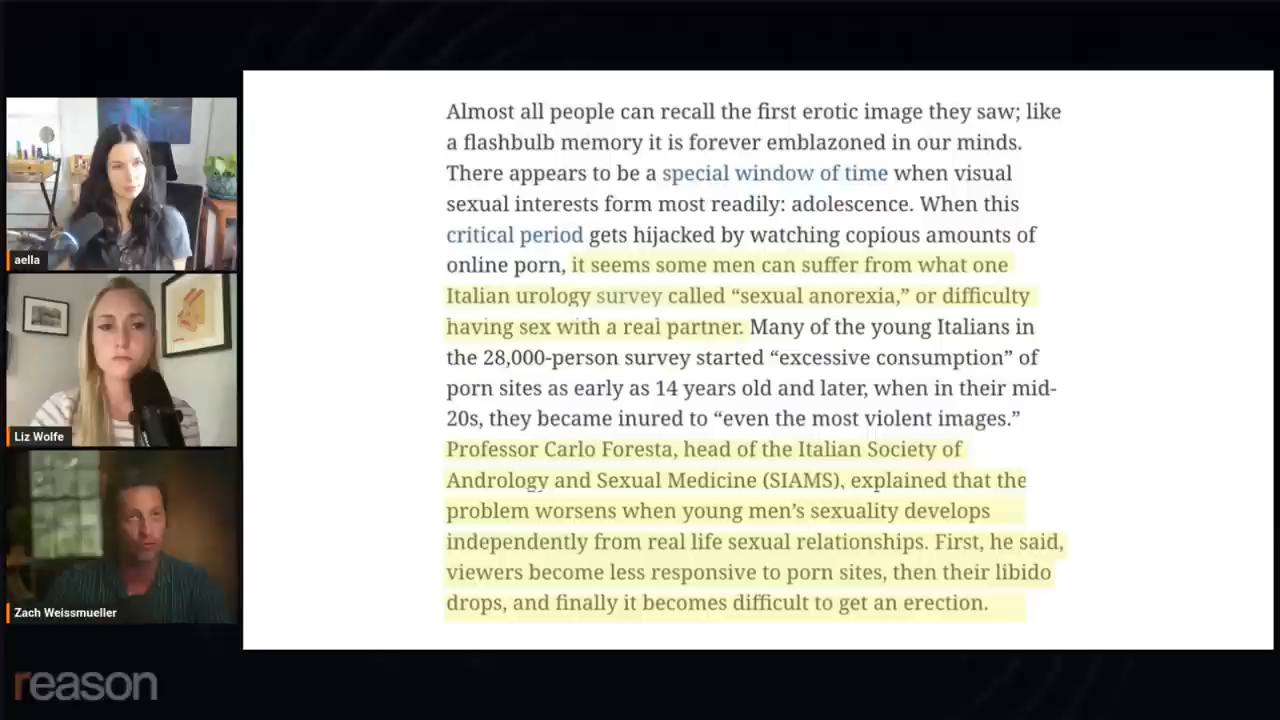 Almost all people can recall the first erotic image they saw; like
a flashbulb memory it is forever emblazoned in our minds.
There appears to be a special window of time when visual
sexual interests form most readily: adolescence. When this
critical period gets hijacked by watching copious amounts of
online porn, it seems some men can suffer from what one
Italian urology survey called “sexual anorexia,” or difficulty
having sex with a real partner. Many of the young Italians in
the 28,000-person survey started “excessive consumption” of
porn sites as early as 14 years old and later, when in their mid-
20s, they became inured to “even the most violent images.”
Professor Carlo Foresta, head of the Italian Society of
Andrology and Sexual Medicine (SIAMS), explained that the
problem worsens when young men’s sexuality develops
independently from real life sexual relationships. First, he said,
viewers become less responsive to porn sites, then their libido
drops, and finally it becomes difficult to get an erection.
aella
Liz Wolfe
Zach Weissmueller
reason